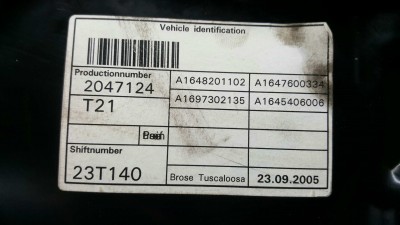 Vehicle identification
Productionnumber
2047124
T21
A1648201102 A1647600334
A1697302135 A1645406006
Shiftnumber
23T140
Brose Tuscaloosa 23.09.2005